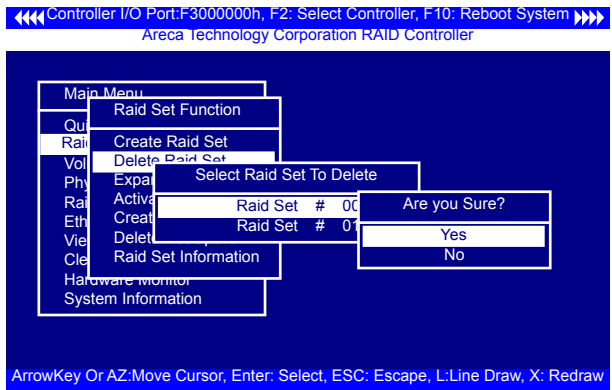 Controller I/O Port:F3000000h, F2: Select Controller, F10: Reboot System
Areca Technology Corporation RAID Controller
Main Menu
Raid Set Function
Create Raid Set
Delete Raid Set
Select Raid Set To Delete
Raid Set # 00
Raid Set # 01
Are you Sure?
Yes
No
Raid Set Information
Hardware Monitor
System Information
ArrowKey Or AZ:Move Cursor, Enter: Select, ESC: Escape, L:Line Draw, X: Redraw